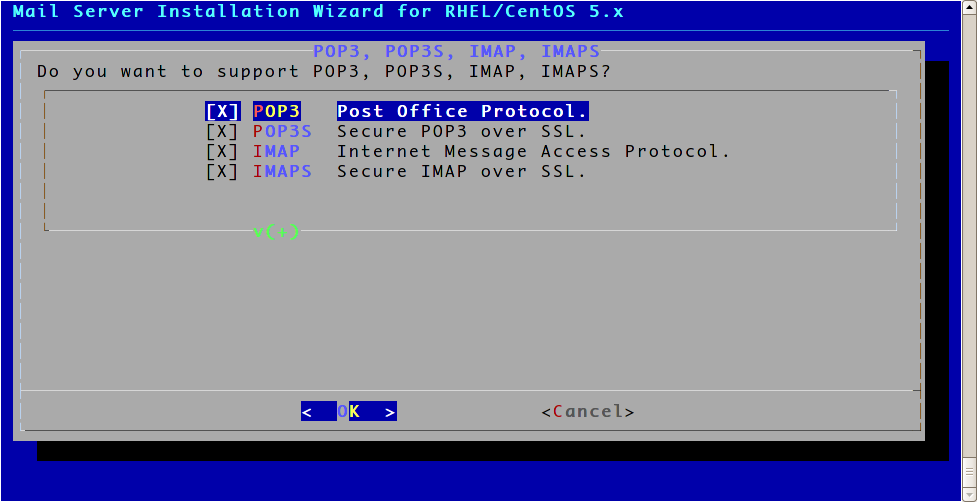 Mail Server Installation Wizard for RHEL/CentOS 5.x
POP3, POP3S, IMAP, IMAPS
Do you want to support POP3, POP3S, IMAP, IMAPS?
[X] POP3 Post Office Protocol.
[X] POP3S Secure POP3 over SSL.
[X] IMAP Internet Message Access Protocol.
[X] IMAPS Secure IMAP over SSL.
v(+)
< OK > <Cancel>